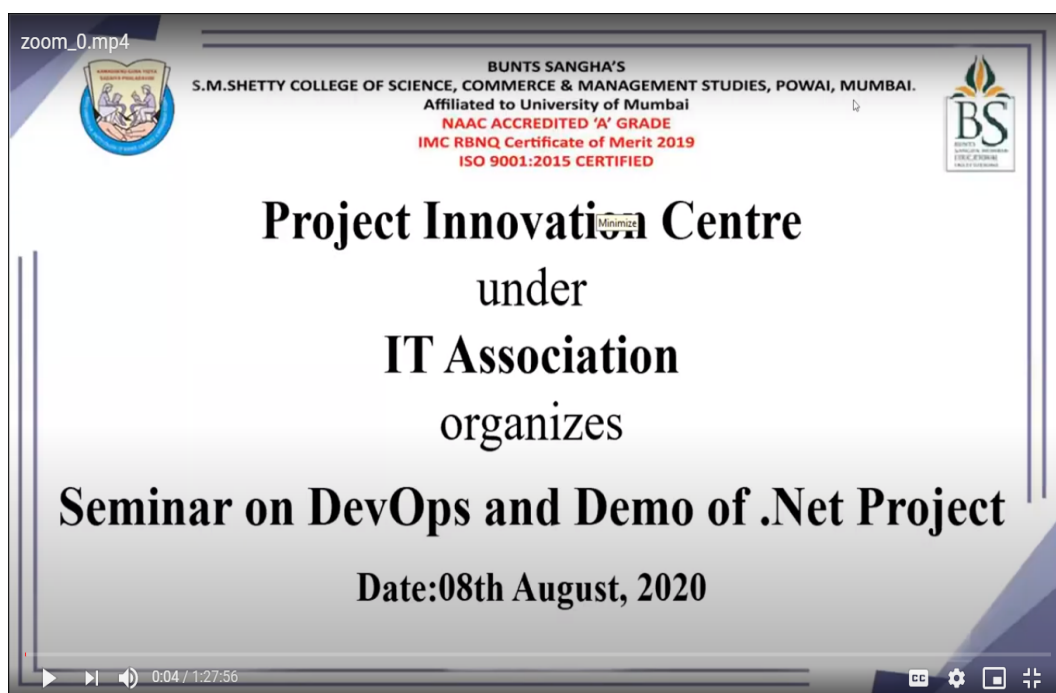 zoom_0.mp4
BUNTS SANGHA'S
S.M.SHETTY COLLEGE OF SCIENCE, COMMERCE & MANAGEMENT STUDIES, POWAI, MUMBAI.
Affiliated to University of Mumbai
NAAC ACCREDITED 'A' GRADE
IMC RBNQ Certificate of Merit 2019
ISO 9001:2015 CERTIFIED
BS
Project Innovation Centre
Minimize
under
IT Association
organizes
Seminar on DevOps and Demo of .Net Project
Date:08th August, 2020
0:04 / 1:27:56
CC